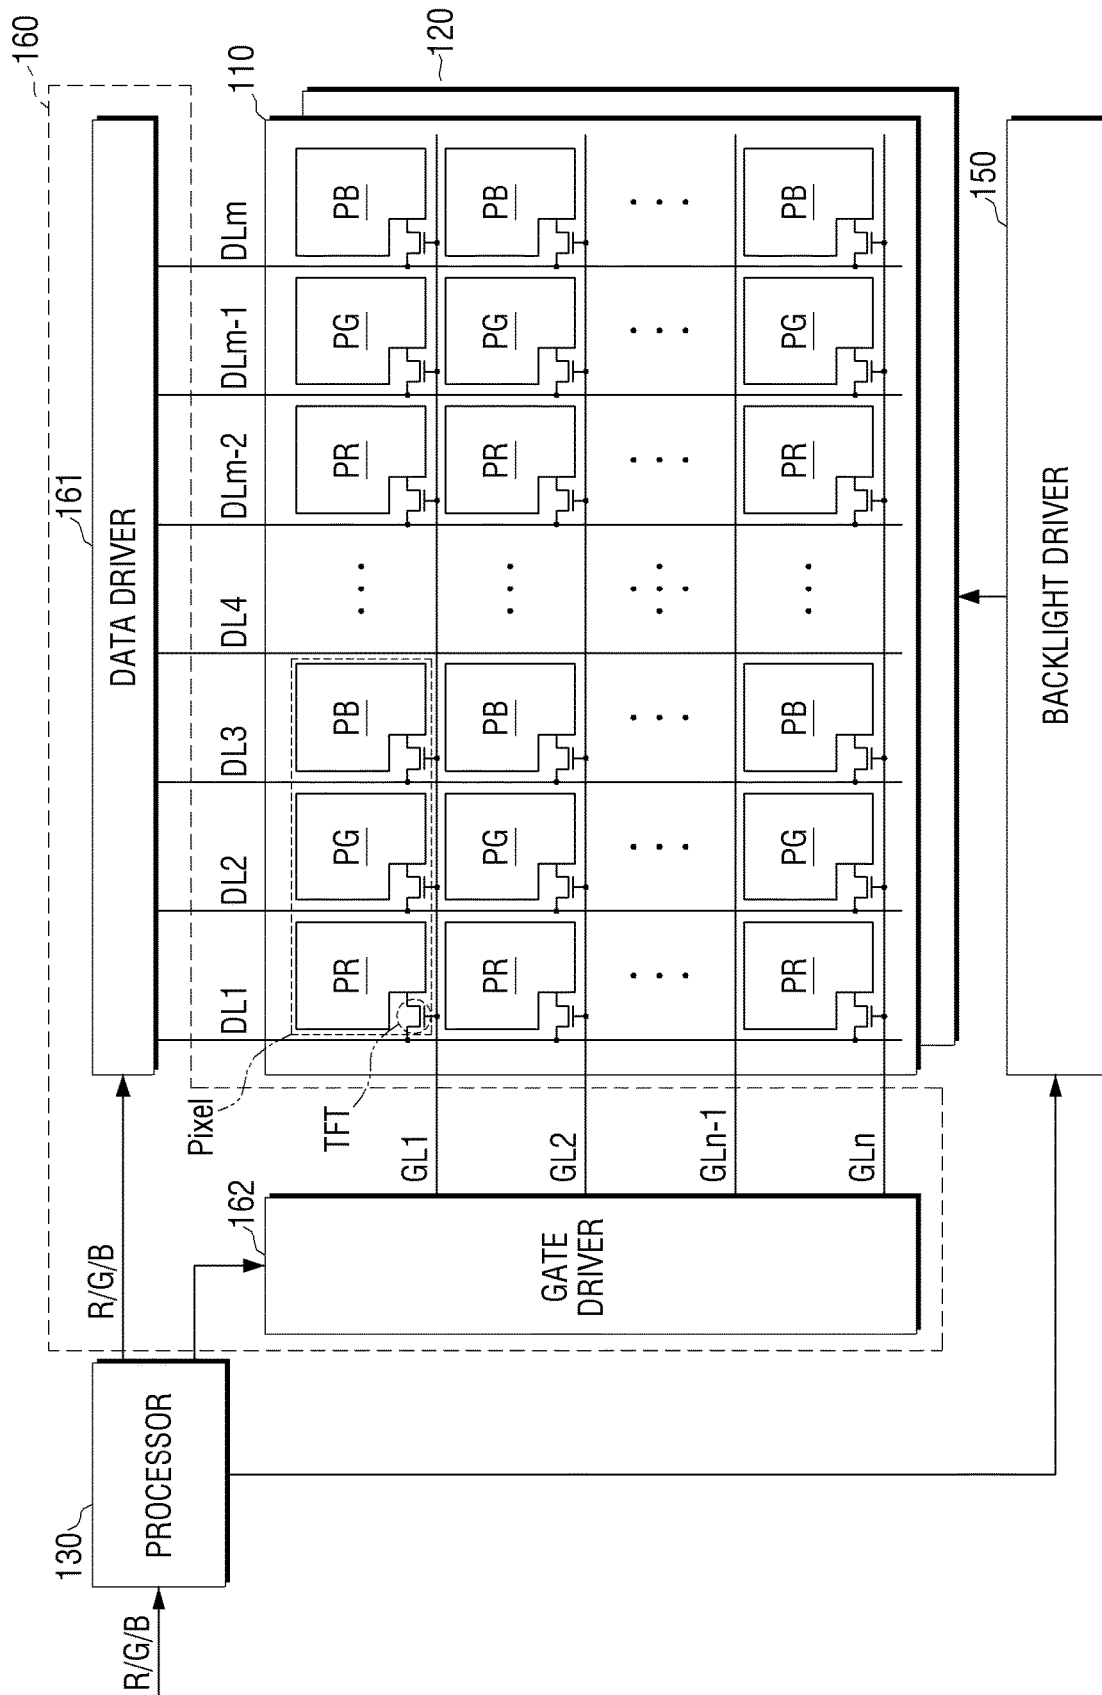 160
161
DATA DRIVER
R/G/B
130
PROCESSOR
R/G/B
DL1
DL2
DL3
DL4
DLm-2
DLm-1
DLm
110
120
Pixel
TFT
162
GATE
DRIVER
GL1
GL2
GLn-1
GLn
PR
PG
PB
PR
PG
PB
PR
PG
PB
PR
PG
PB
PR
PG
PB
PR
PG
PB
150
BACKLIGHT DRIVER